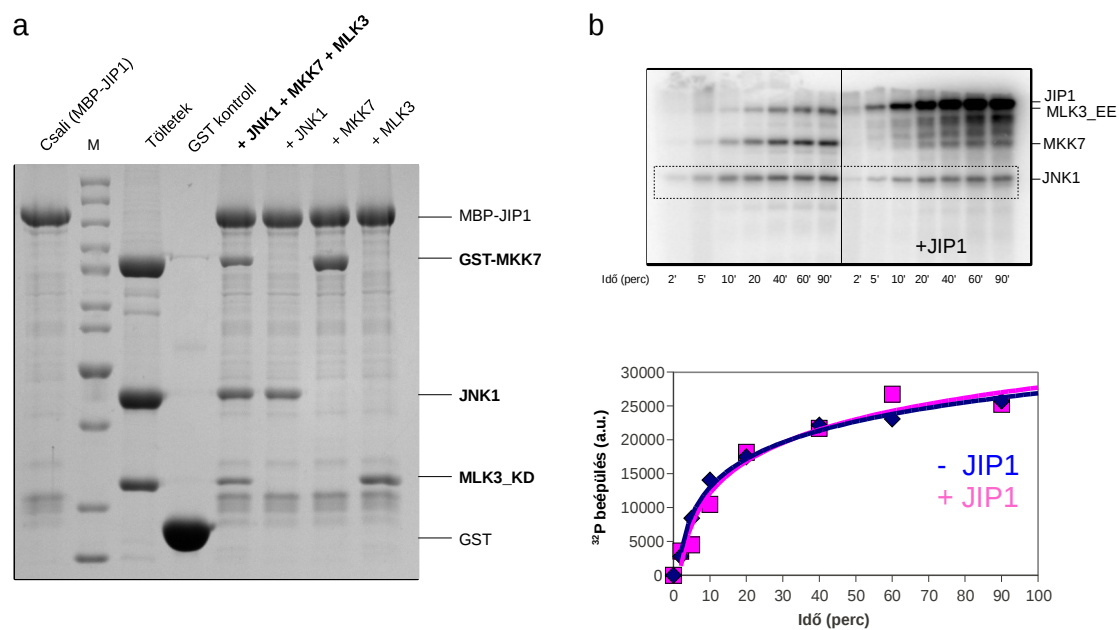 a
Csali (MBP-JIP1)
M
Töltetek
GST kontroll
+ JNK1 + MKK7 + MLK3
+ JNK1
+ MKK7
+ MLK3
MBP-JIP1
GST-MKK7
JNK1
MLK3_KD
GST
b
JIP1
MLK3_EE
MKK7
JNK1
+JIP1
Idő (perc) 2' 5' 10' 20 40' 60' 90' 2' 5' 10' 20' 40' 60' 90'
30000
25000
20000
15000
10000
5000
0
³²P beépülés (a.u.)
- JIP1
+ JIP1
0 10 20 30 40 50 60 70 80 90 100
Idő (perc)